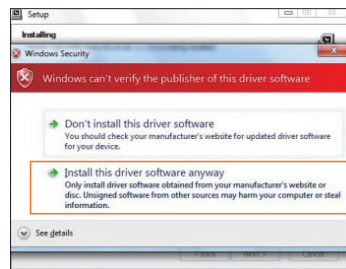 Setup
Installing
Windows Security
Windows can't verify the publisher of this driver software
Don't install this driver software
You should check your manufacturer's website for updated driver software
for your device.
Install this driver software anyway
Only install driver software obtained from your manufacturer's website or
disc. Unsigned software from other sources may harm your computer or steal
information.
See details
< Back Next > Cancel